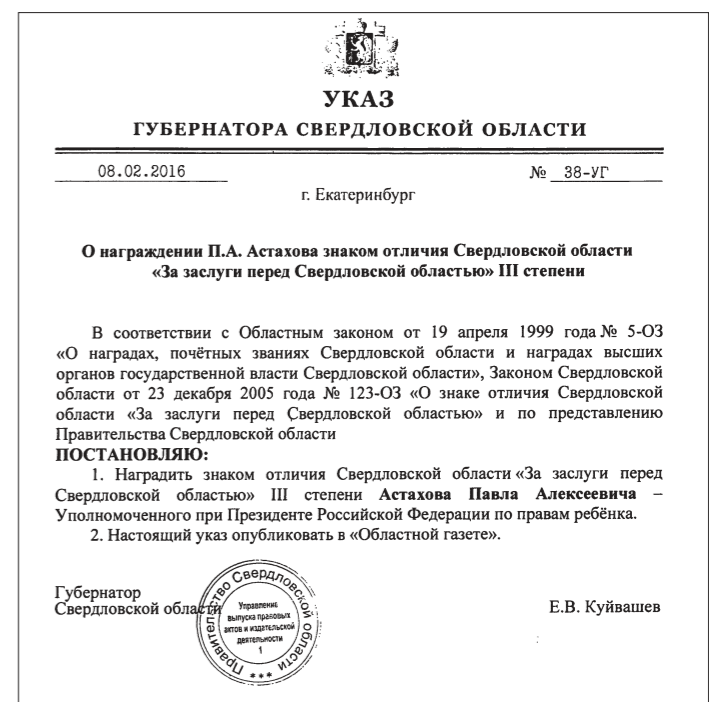 УКАЗ
ГУБЕРНАТОРА СВЕРДЛОВСКОЙ ОБЛАСТИ
08.02.2016 № 38-УГ
г. Екатеринбург
О награждении П.А. Астахова знаком отличия Свердловской области
«За заслуги перед Свердловской областью» III степени
В соответствии с Областным законом от 19 апреля 1999 года № 5-ОЗ
«О наградах, почётных званиях Свердловской области и наградах высших
органов государственной власти Свердловской области», Законом Свердловской
области от 23 декабря 2005 года № 123-ОЗ «О знаке отличия Свердловской
области «За заслуги перед Свердловской областью» и по представлению
Правительства Свердловской области
ПОСТАНОВЛЯЮ:
1. Наградить знаком отличия Свердловской области «За заслуги перед
Свердловской областью» III степени Астахова Павла Алексеевича –
Уполномоченного при Президенте Российской Федерации по правам ребёнка.
2. Настоящий указ опубликовать в «Областной газете».
Губернатор
Свердловской области Е.В. Куйвашев
Правительство Свердловской области
Управление
выпуска правовых
актов и издательской
деятельности
1
***